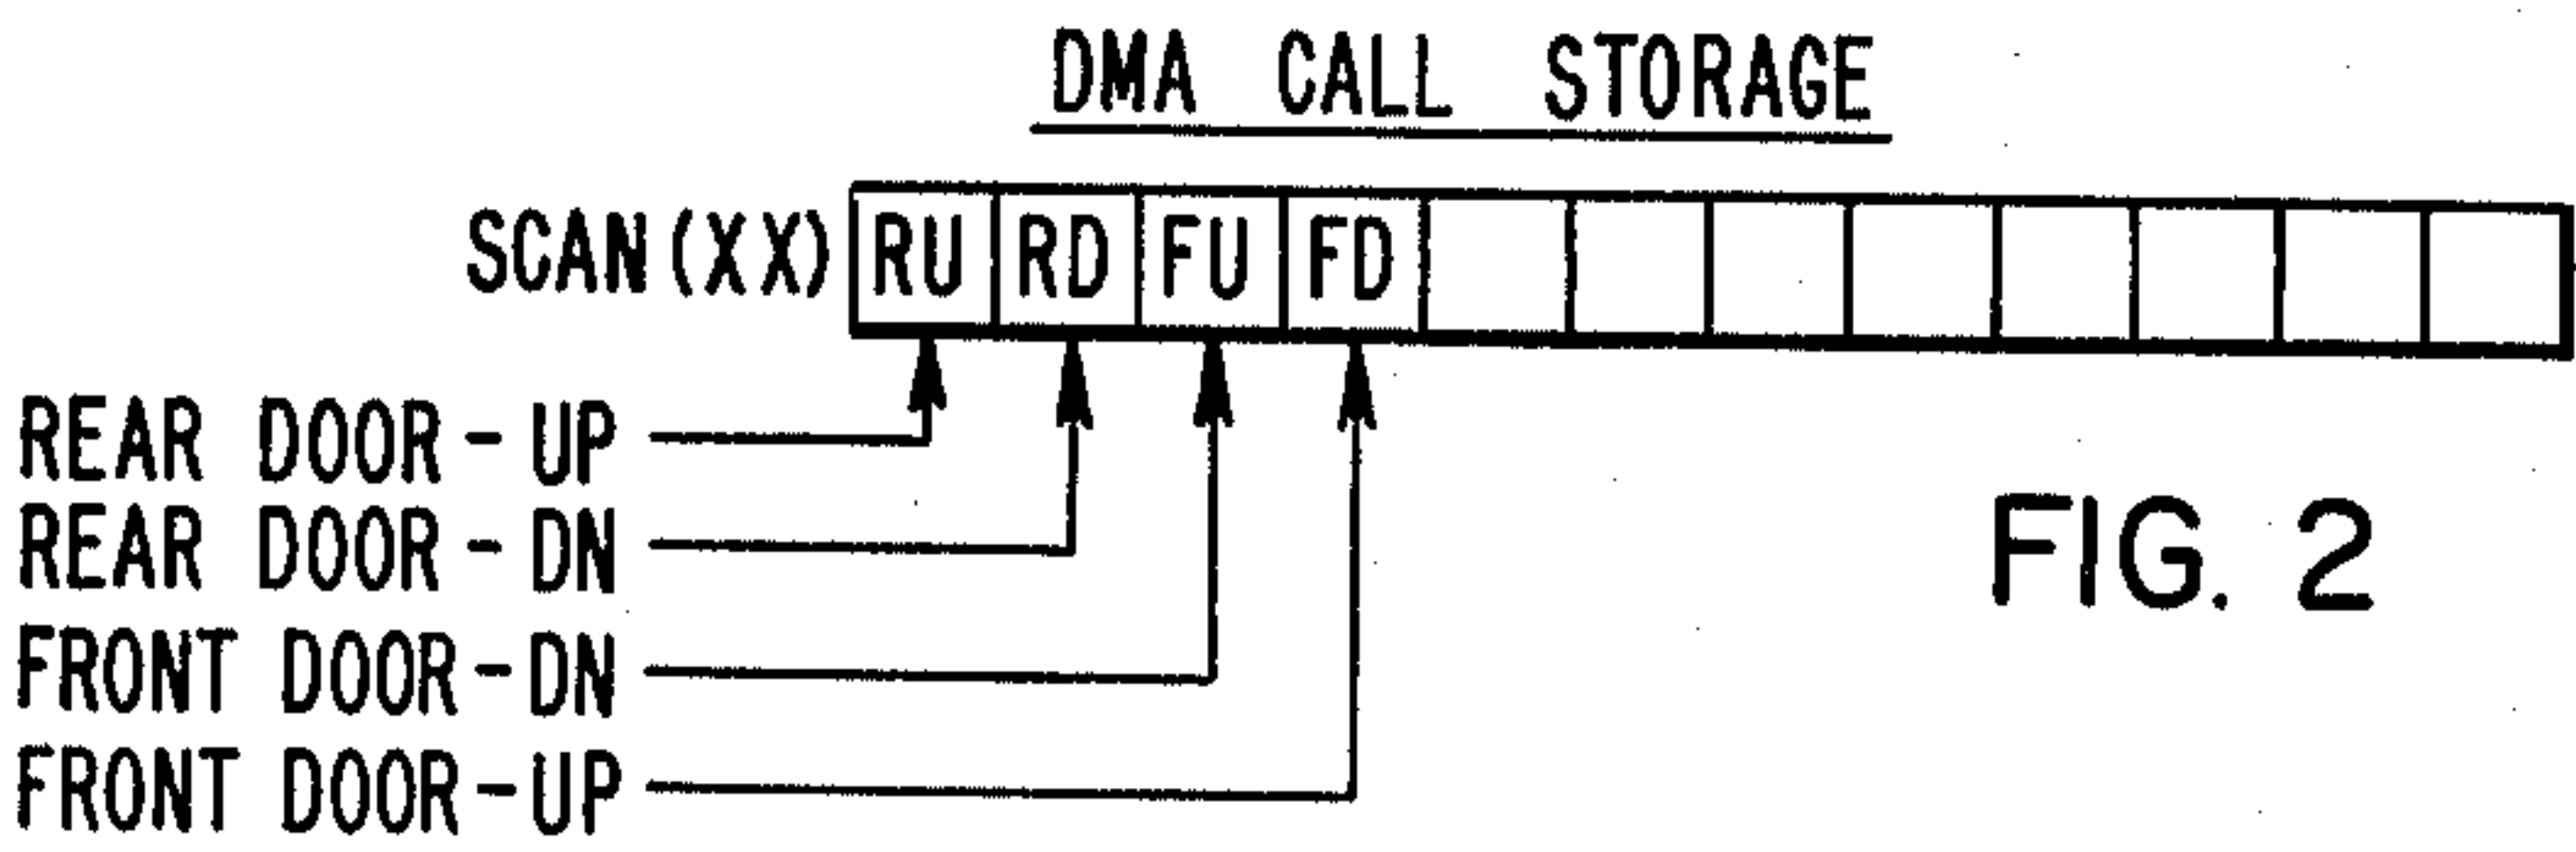 DMA CALL STORAGE
SCAN(XX) RU RD FU FD
REAR DOOR-UP
REAR DOOR-DN
FRONT DOOR-DN
FRONT DOOR-UP
FIG. 2